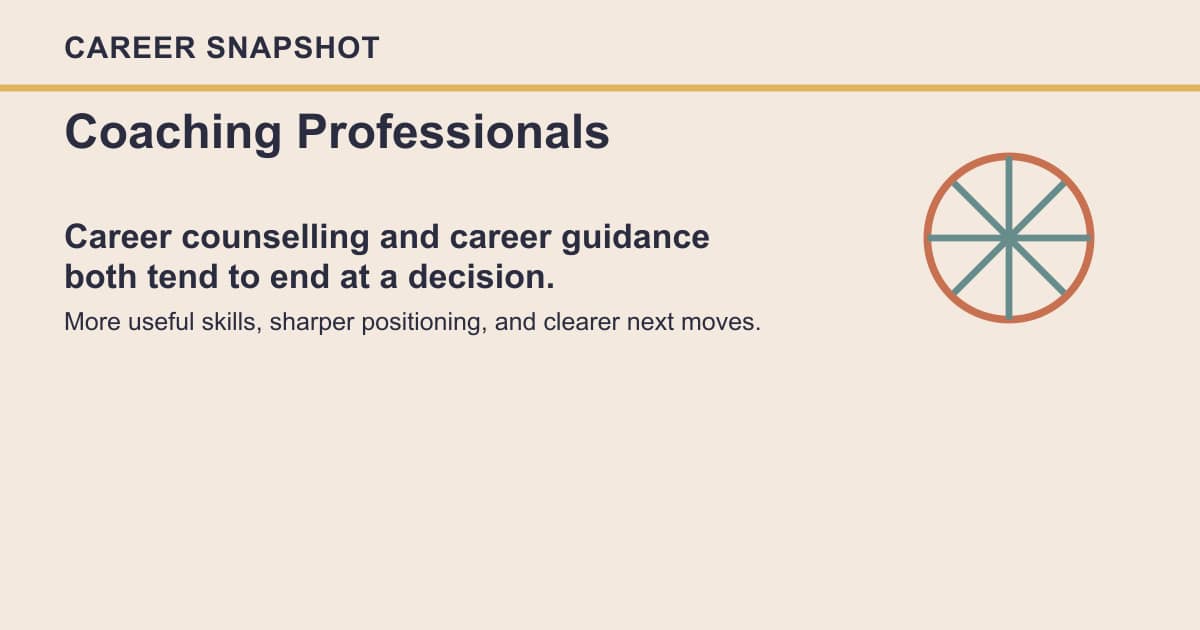 CAREER SNAPSHOT
Coaching Professionals
Career counselling and career guidance
both tend to end at a decision.
More useful skills, sharper positioning, and clearer next moves.